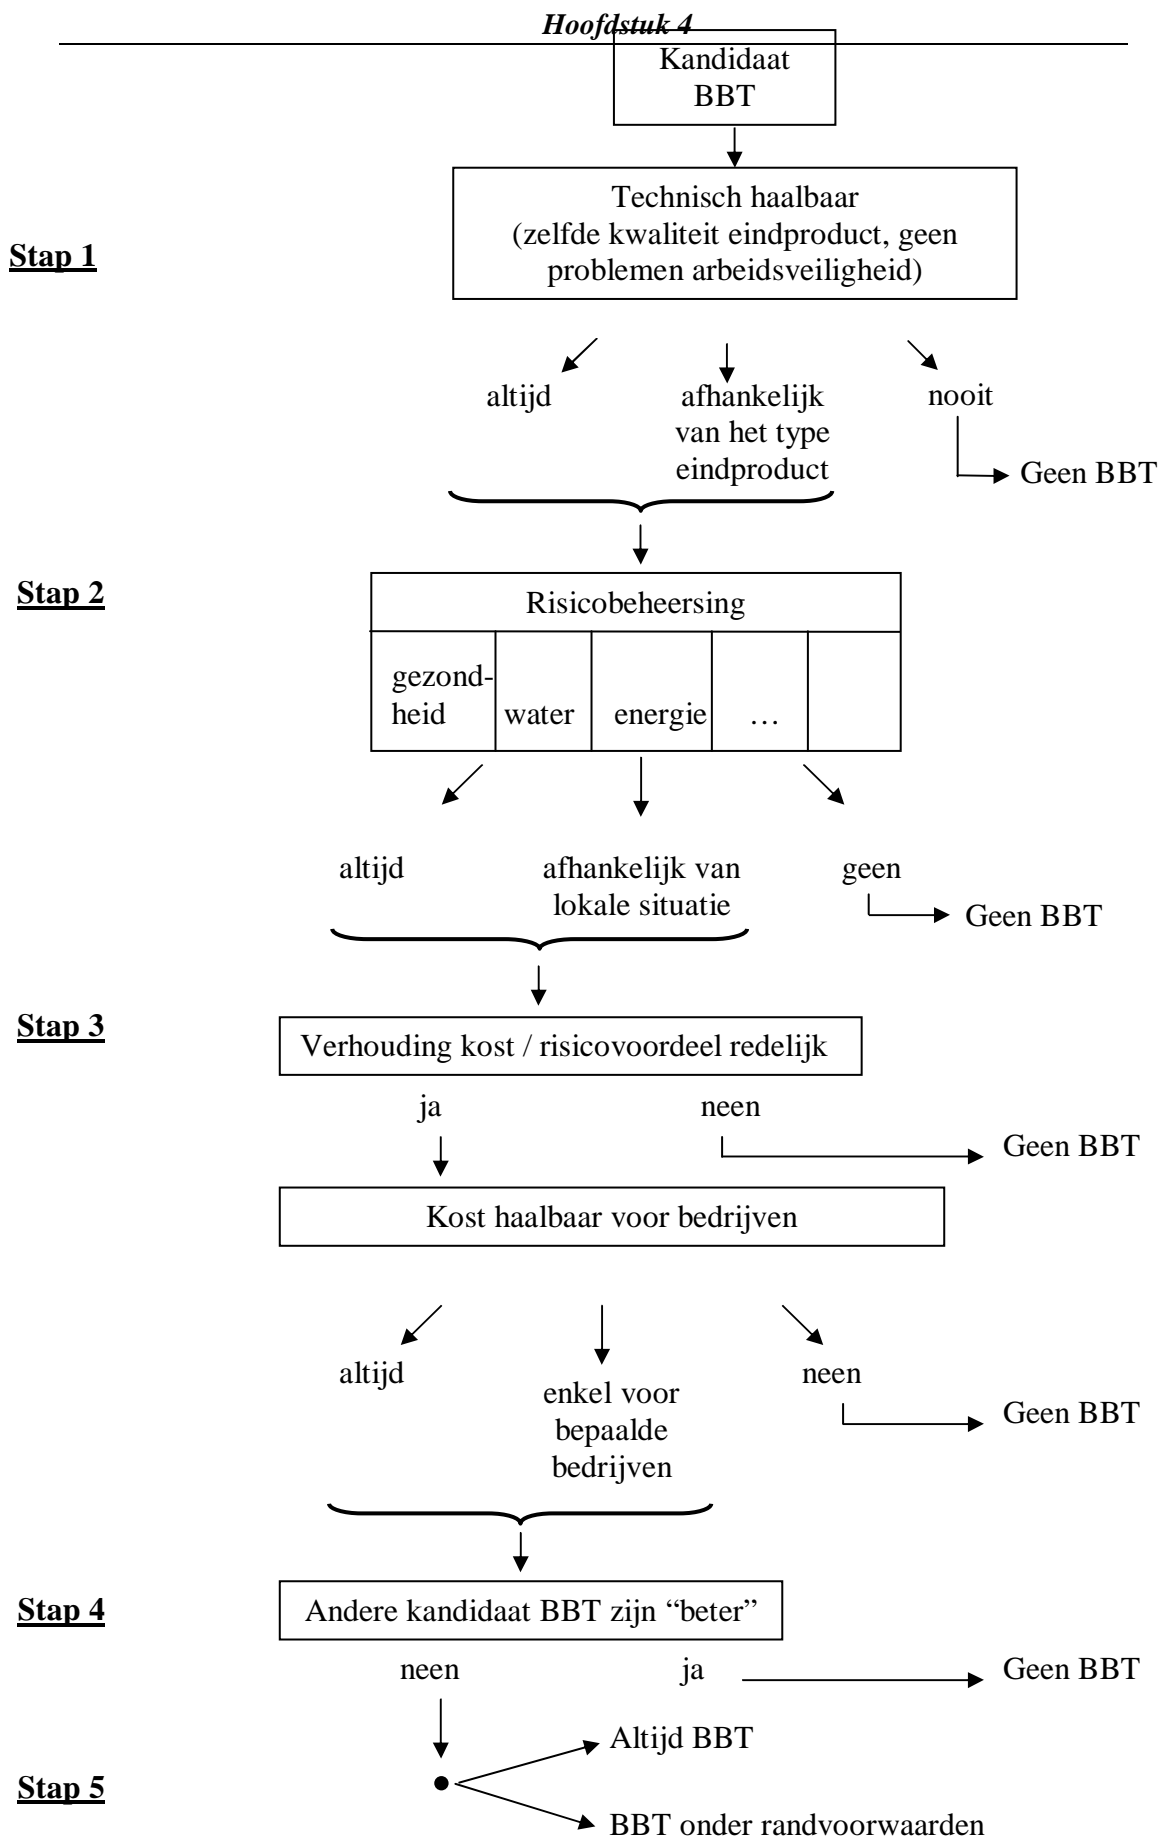 Hoofdstuk 4
Kandidaat
BBT
Stap 1
Technisch haalbaar
(zelfde kwaliteit eindproduct, geen
problemen arbeidsveiligheid)
altijd
afhankelijk
van het type
eindproduct
nooit
Geen BBT
Stap 2
Risicobeheersing
gezond-
heid
water
energie
…
altijd
afhankelijk van
lokale situatie
geen
Geen BBT
Stap 3
Verhouding kost / risicovoordeel redelijk
ja
neen
Geen BBT
Kost haalbaar voor bedrijven
altijd
enkel voor
bepaalde
bedrijven
neen
Geen BBT
Stap 4
Andere kandidaat BBT zijn “beter”
neen
ja
Geen BBT
Stap 5
Altijd BBT
BBT onder randvoorwaarden